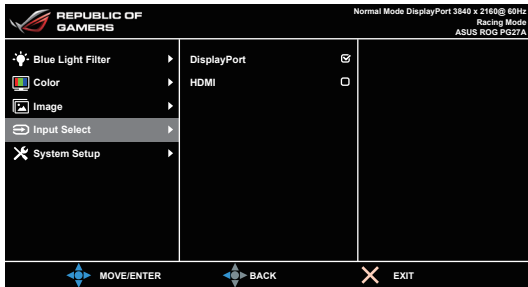 REPUBLIC OF
GAMERS
Normal Mode DisplayPort 3840 x 2160@ 60Hz
Racing Mode
ASUS ROG PG27A
Blue Light Filter
Color
Image
Input Select
System Setup
DisplayPort
HDMI
MOVE/ENTER
BACK
EXIT